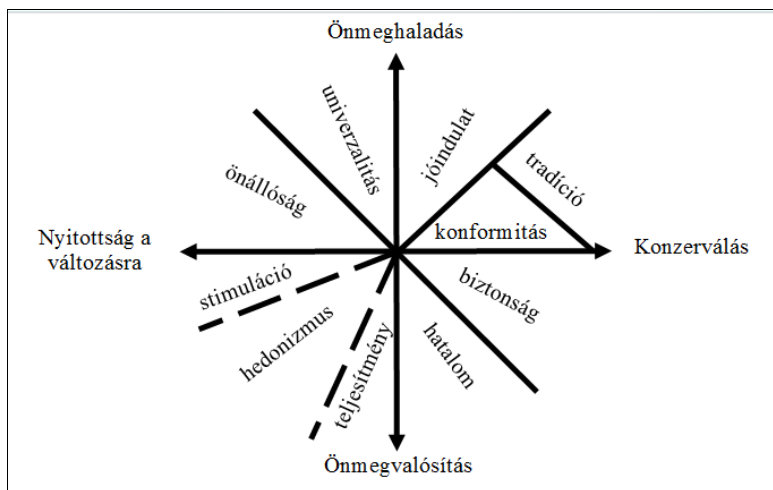 Önmeghaladás
univerzalitás
jóindulat
tradíció
önállóság
konformitás
Nyitottság a
változásra
Konzerválás
stimuláció
biztonság
hedonizmus
teljesítmény
hatalom
Önmegvalósítás